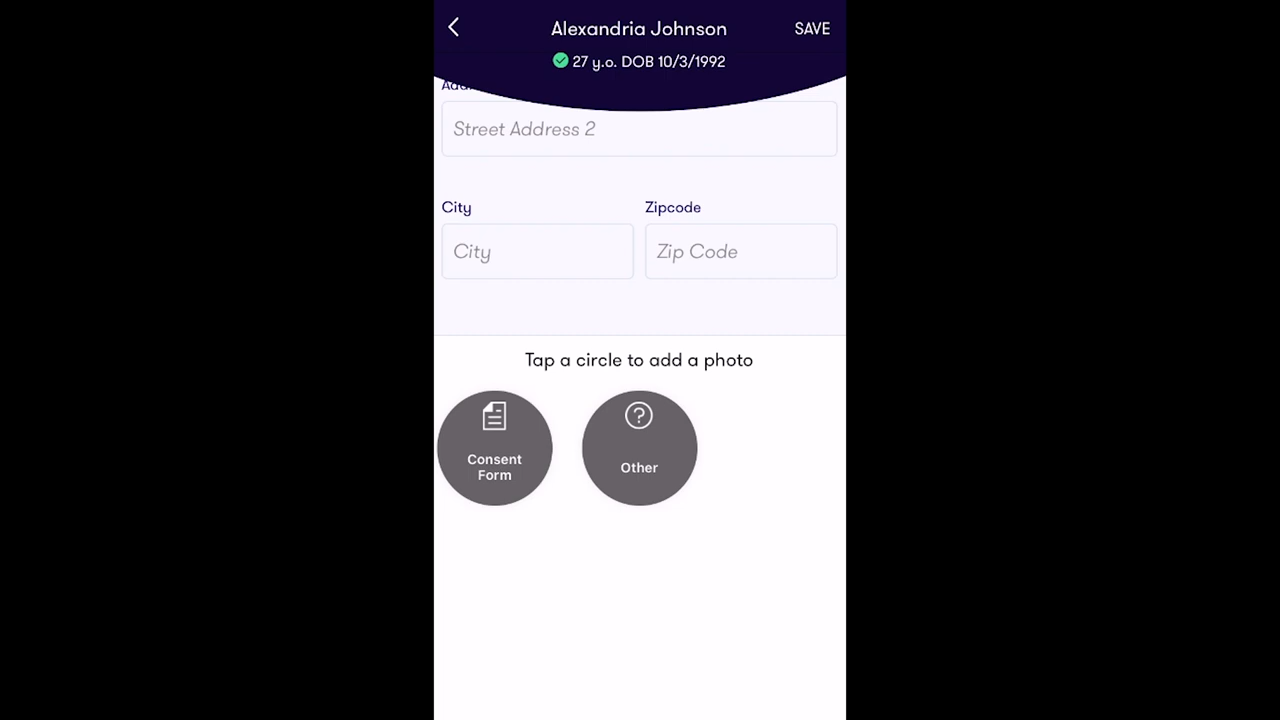 Alexandria Johnson
SAVE
27 y.o. DOB 10/3/1992
Street Address 2
City
Zipcode
City
Zip Code
Tap a circle to add a photo
Consent
Form
Other